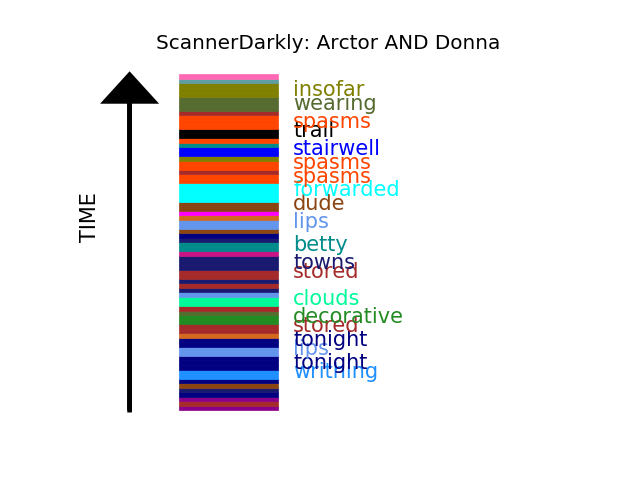 ScannerDarkly: Arctor AND Donna
insofar
wearing
spasms
trail
stairwell
spasms
spasms
forwarded
dude
lips
betty
towns
stored
clouds
decorative
stored
tonight
lips
tonight
writhing
TIME